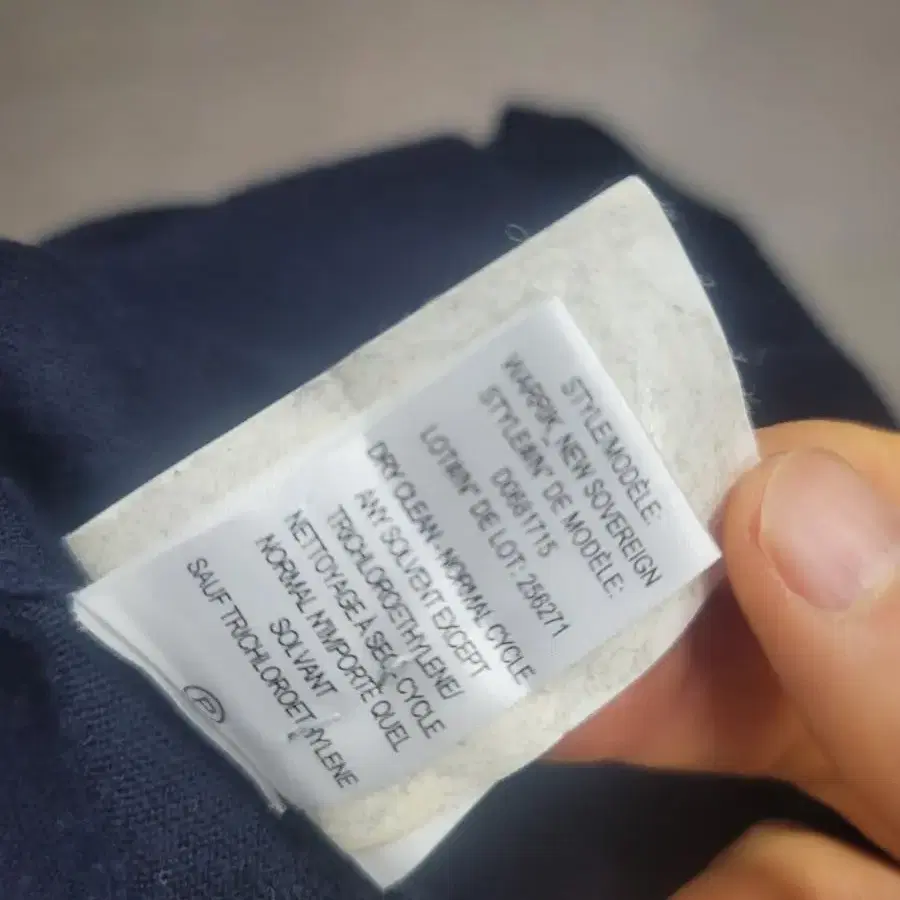 STYLE/MODÈLE:
WARRIK_NEW SOVEREIGN
STYLE#/N° DE MODÈLE:
D0681715
LOT#/N° DE LOT: 256271
DRY CLEAN - NORMAL CYCLE
ANY SOLVENT EXCEPT
TRICHLOROETHYLENE/
NETTOYAGE À SEC, CYCLE
NORMAL N'IMPORTE QUEL
SOLVANT
SAUF TRICHLOROETHYLENE
P